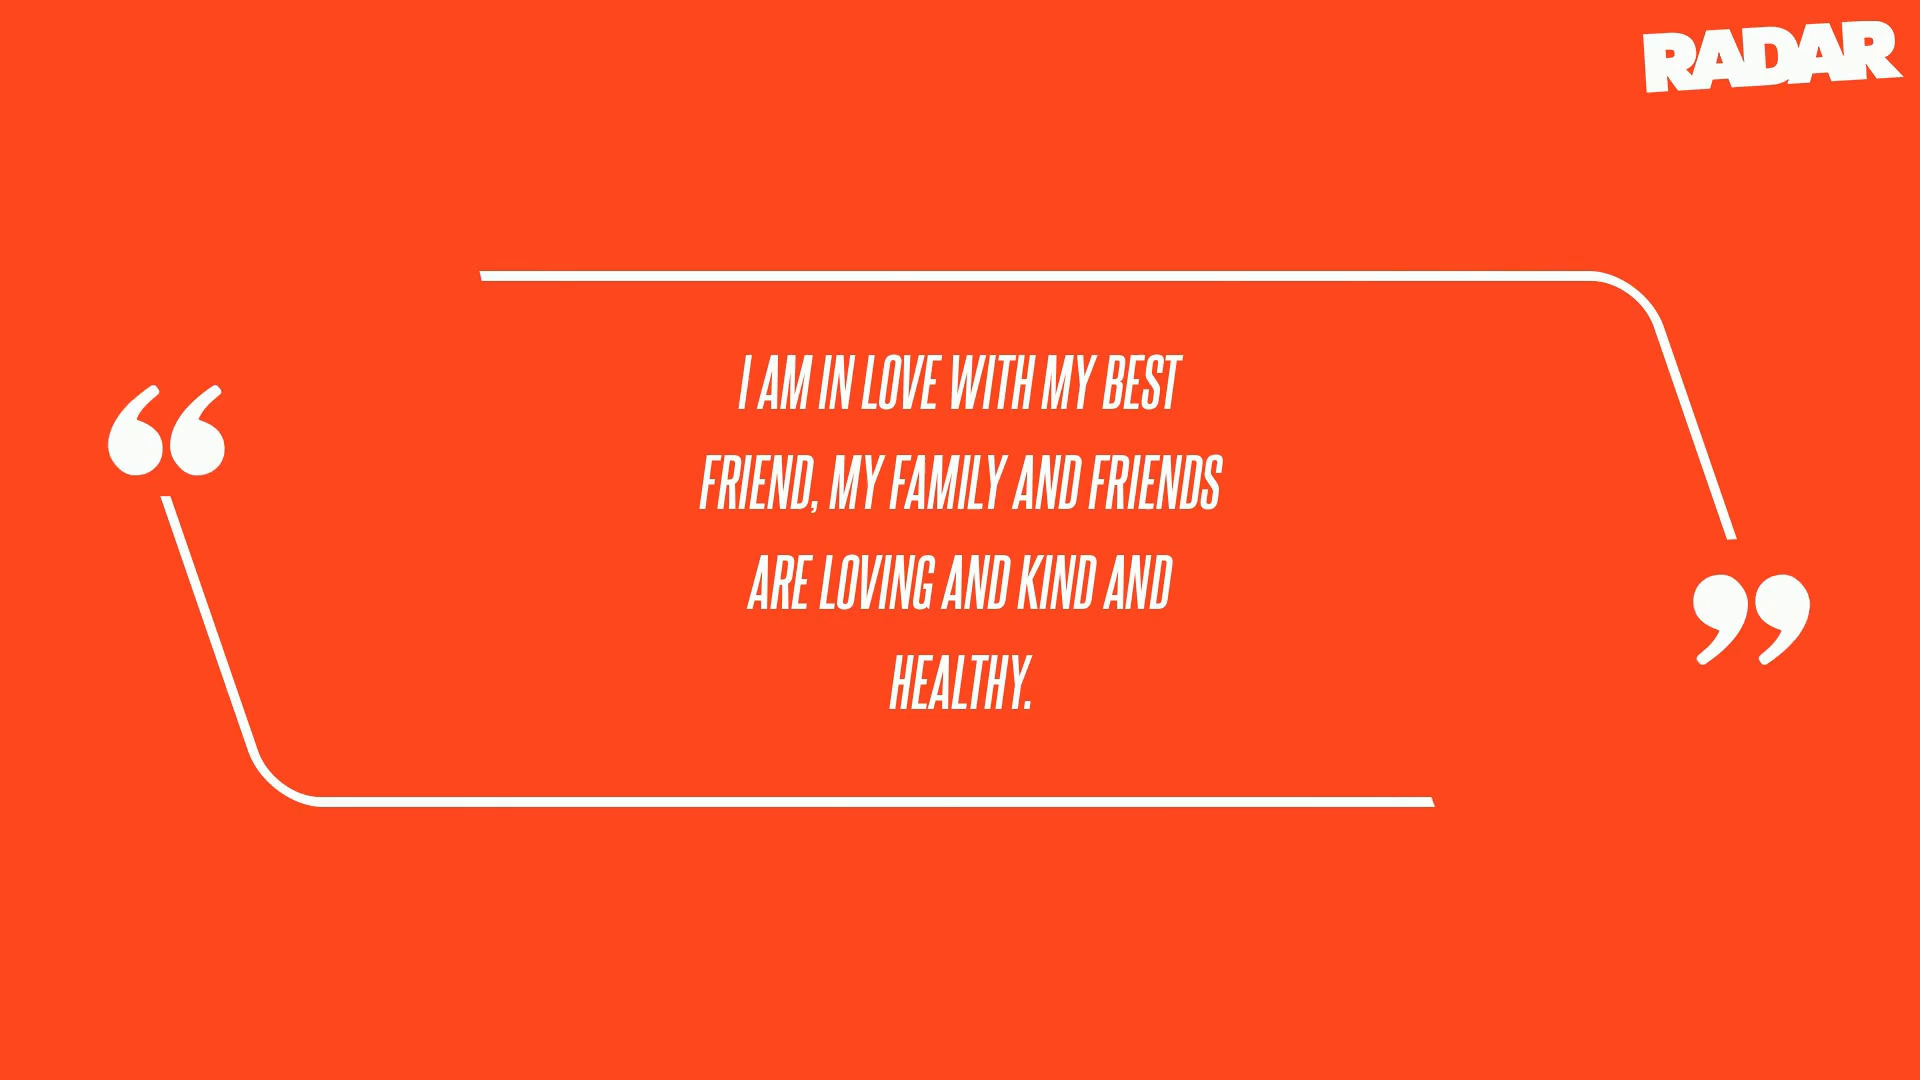 RADAR
I AM IN LOVE WITH MY BEST
FRIEND, MY FAMILY AND FRIENDS
ARE LOVING AND KIND AND
HEALTHY.